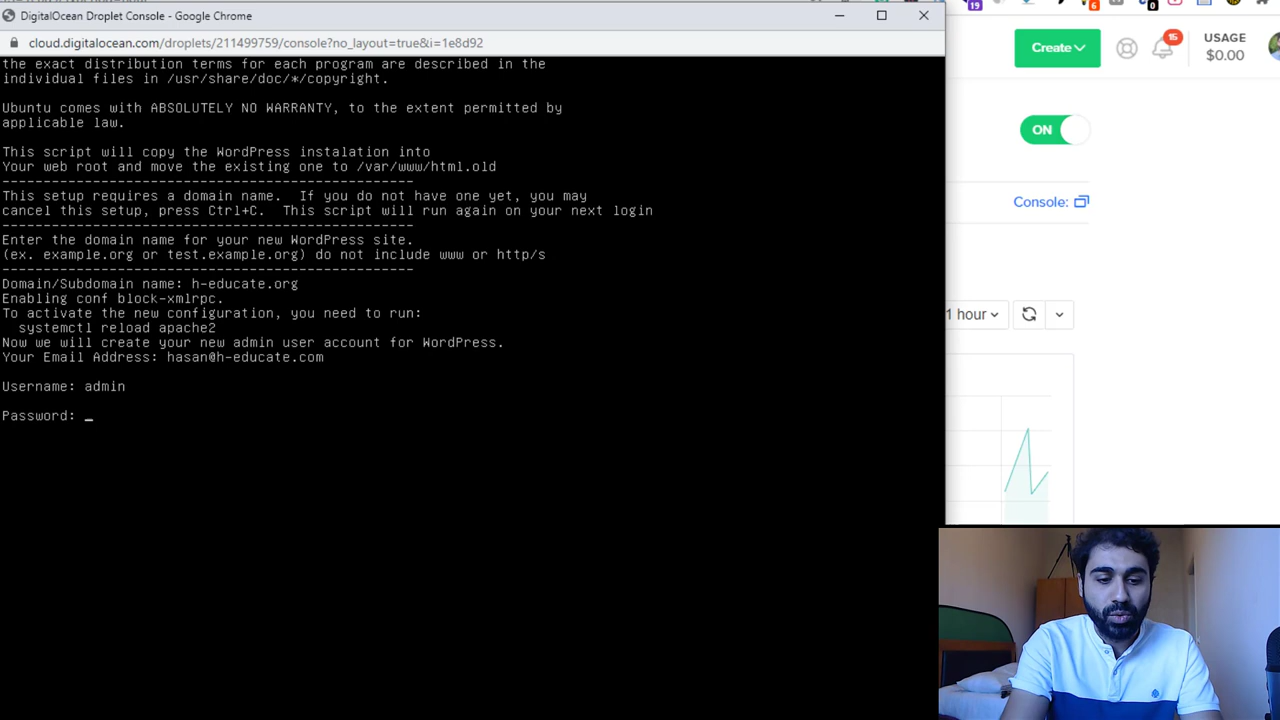 DigitalOcean Droplet Console - Google Chrome
cloud.digitalocean.com/droplets/211499759/console?no_layout=true&i=1e8d92
the exact distribution terms for each program are described in the
individual files in /usr/share/doc/*/copyright.
Ubuntu comes with ABSOLUTELY NO WARRANTY, to the extent permitted by
applicable law.
This script will copy the WordPress instalation into
Your web root and move the existing one to /var/www/html.old
--------------------------------------------------
This setup requires a domain name.  If you do not have one yet, you may
cancel this setup, press Ctrl+C.  This script will run again on your next login
--------------------------------------------------
Enter the domain name for your new WordPress site.
(ex. example.org or test.example.org) do not include www or http/s
--------------------------------------------------
Domain/Subdomain name: h-educate.org
Enabling conf block-xmlrpc.
To activate the new configuration, you need to run:
  systemctl reload apache2
Now we will create your new admin user account for WordPress.
Your Email Address: hasan@h-educate.com
Username: admin
Password: _
19
6
0
Create
15
USAGE
$0.00
ON
Console:
1 hour